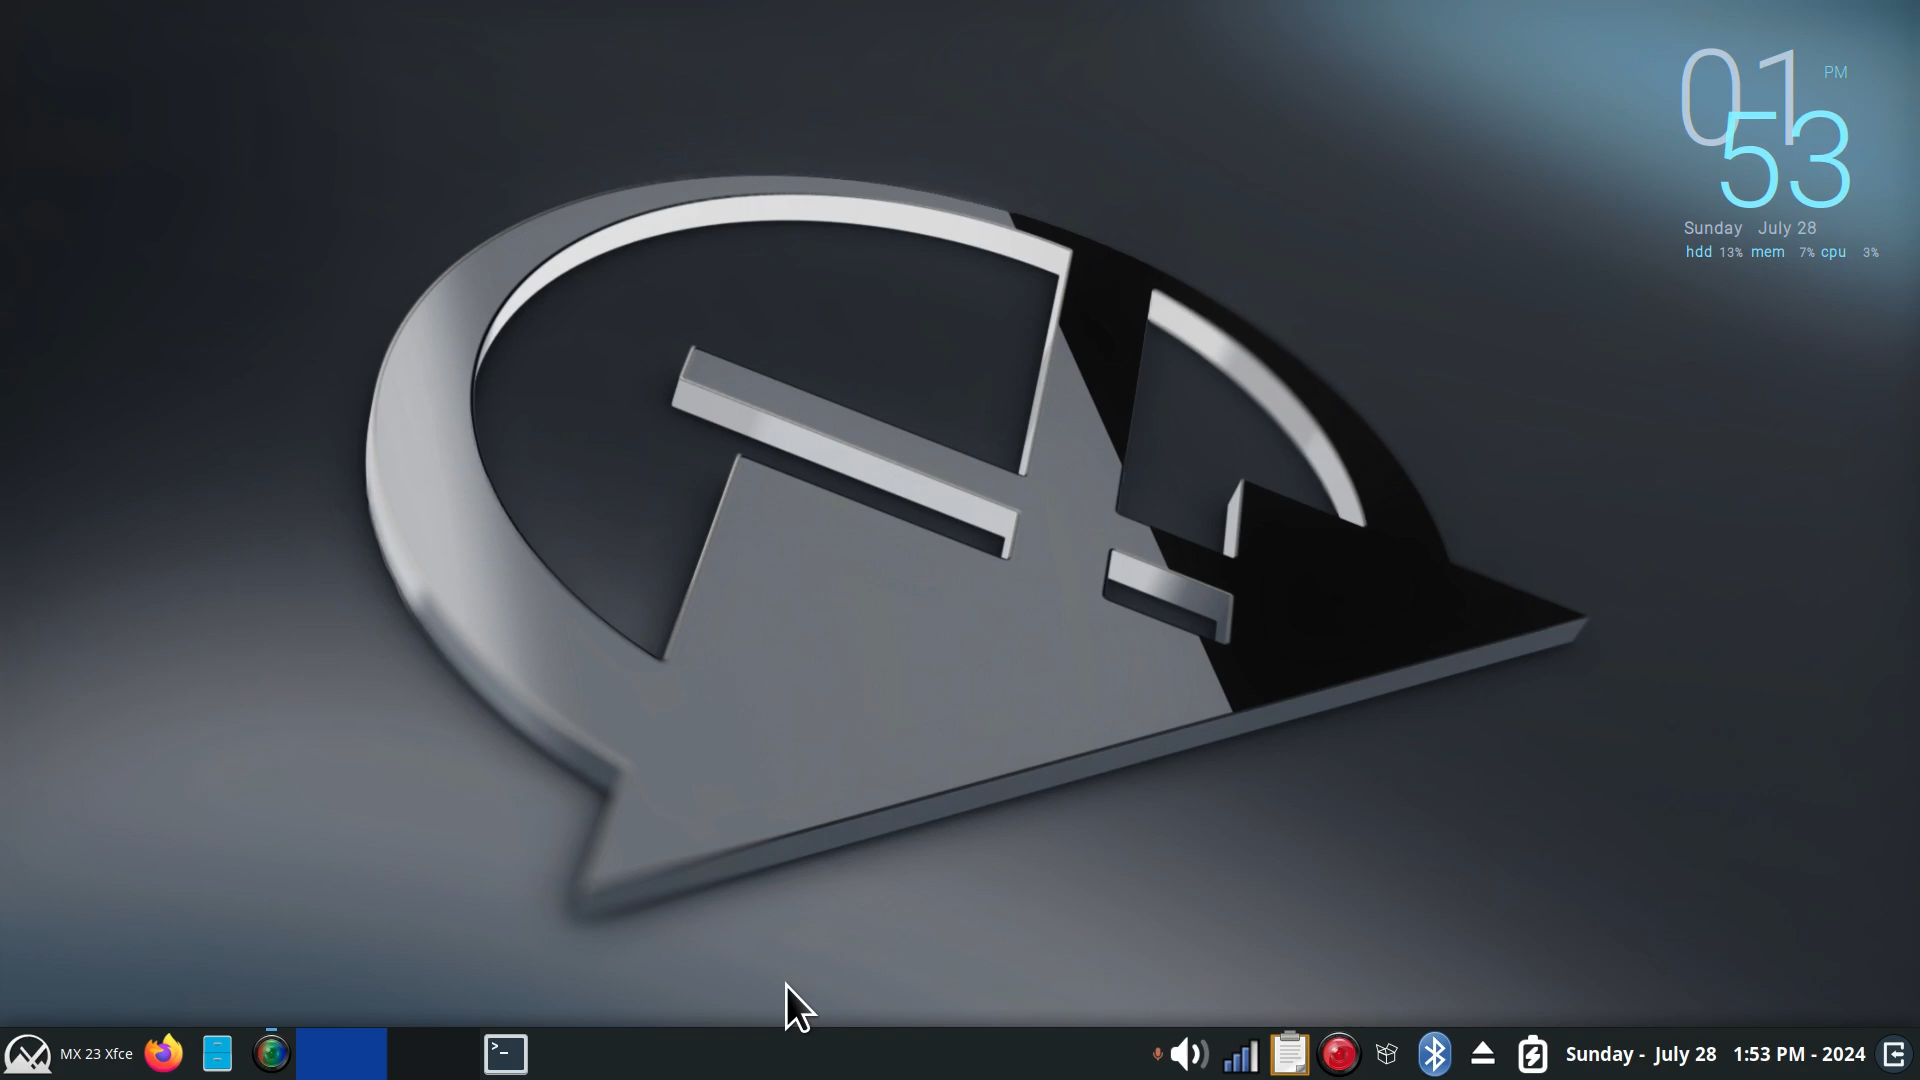 01 PM
53
Sunday July 28
hdd 13% mem 7% cpu 3%
MX 23 Xfce
>-
Sunday - July 28 1:53 PM - 2024